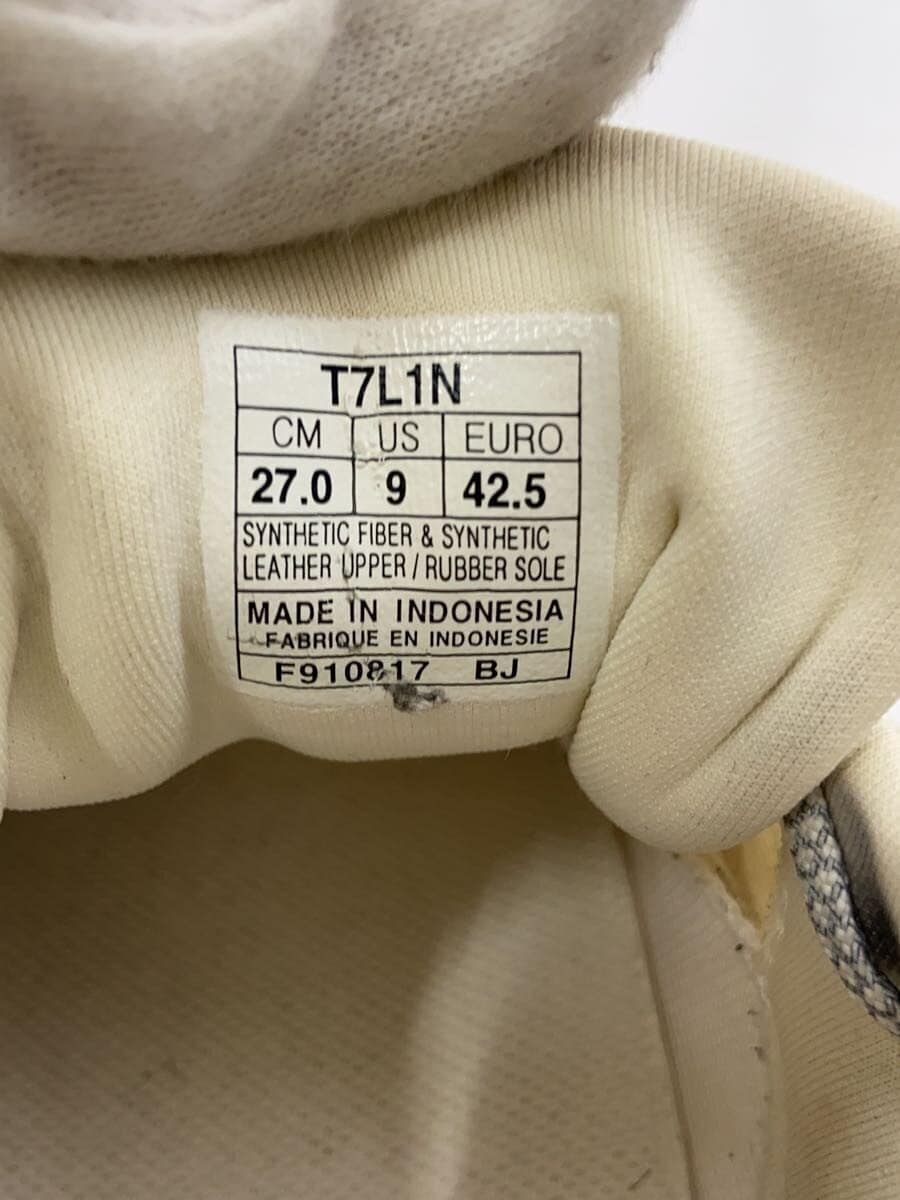 T7L1N
CM US EURO
27.0 9 42.5
SYNTHETIC FIBER & SYNTHETIC
LEATHER UPPER / RUBBER SOLE
MADE IN INDONESIA
FABRIQUE EN INDONESIE
F910817 BJ